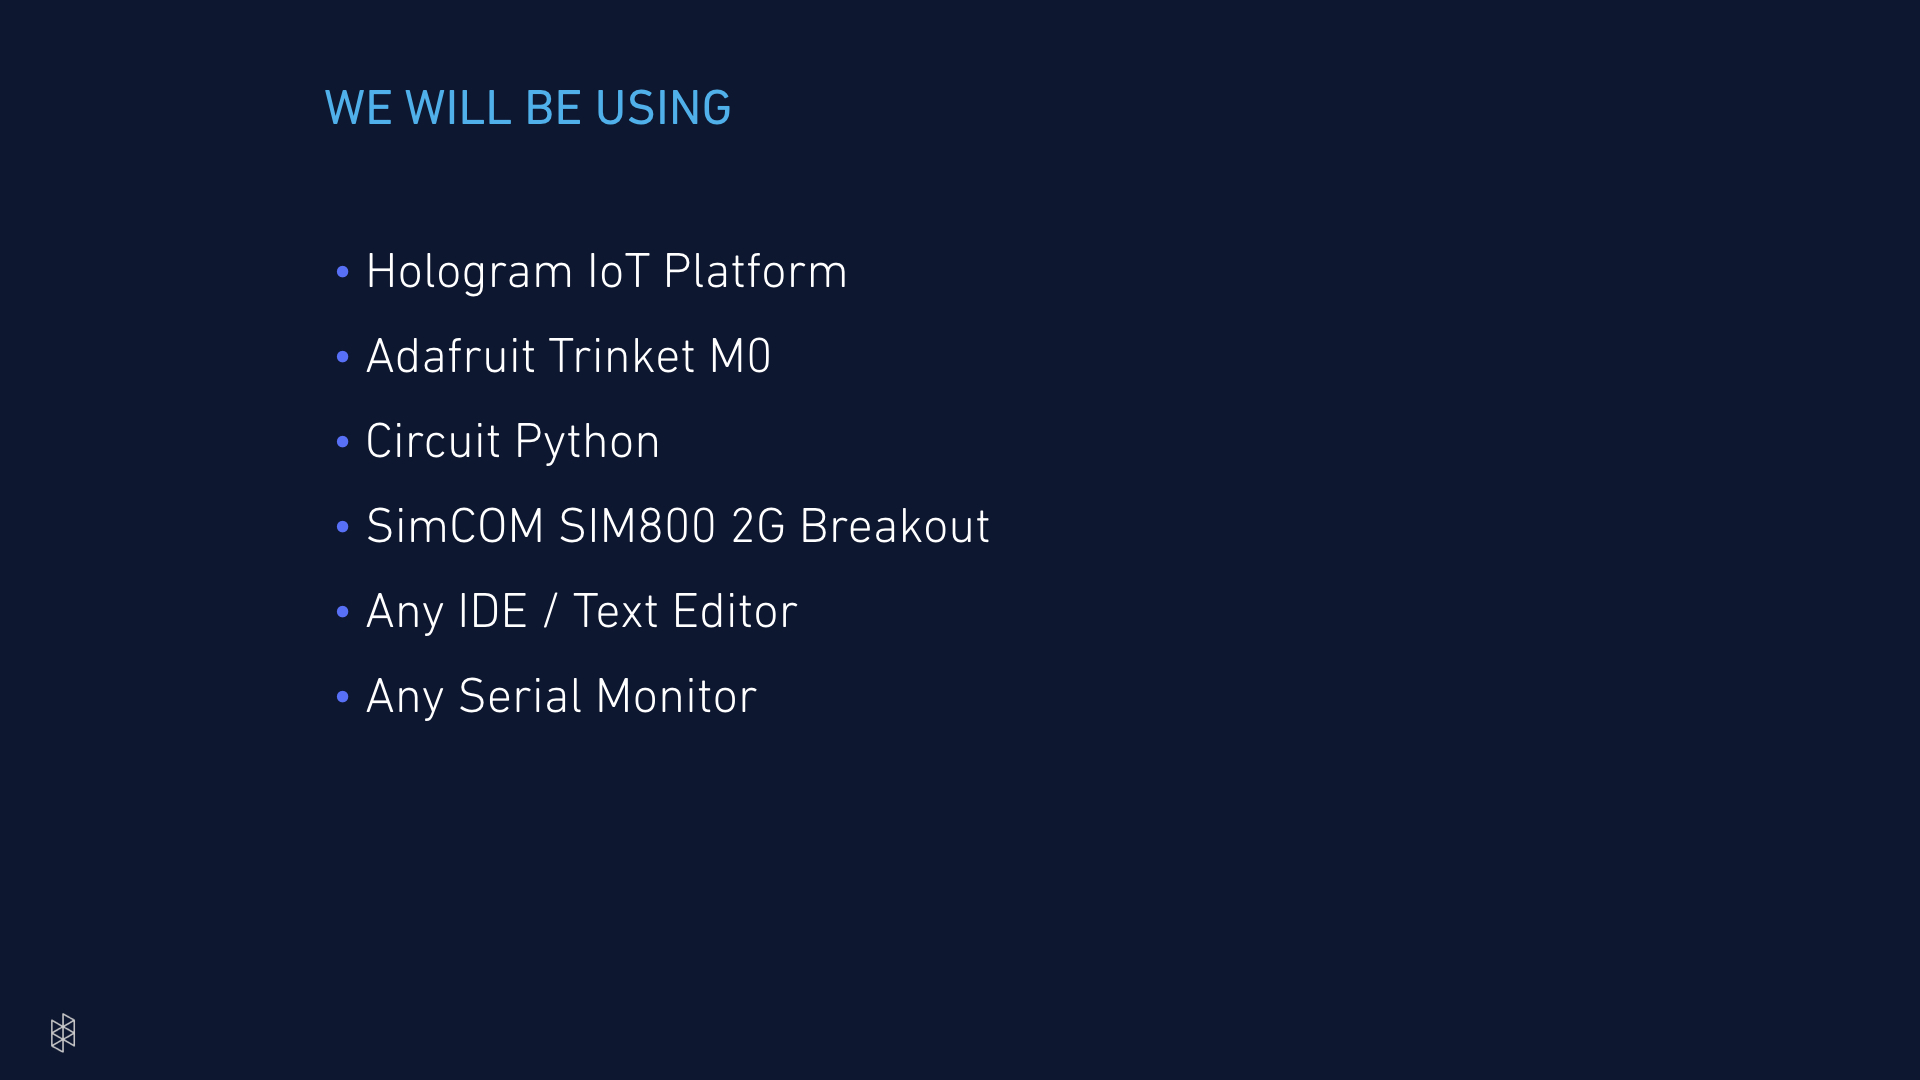 WE WILL BE USING
• Hologram IoT Platform
• Adafruit Trinket M0
• Circuit Python
• SimCOM SIM800 2G Breakout
• Any IDE / Text Editor
• Any Serial Monitor